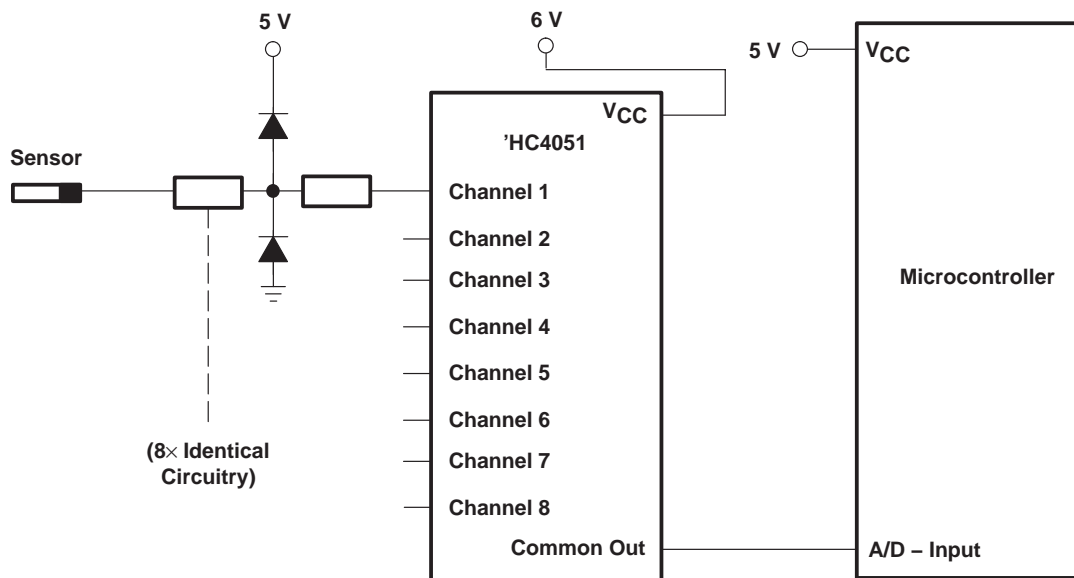 5 V
6 V
5 V
VCC
VCC
'HC4051
Sensor
Channel 1
Channel 2
Channel 3
Microcontroller
Channel 4
Channel 5
Channel 6
(8× Identical
Circuitry)
Channel 7
Channel 8
Common Out
A/D – Input